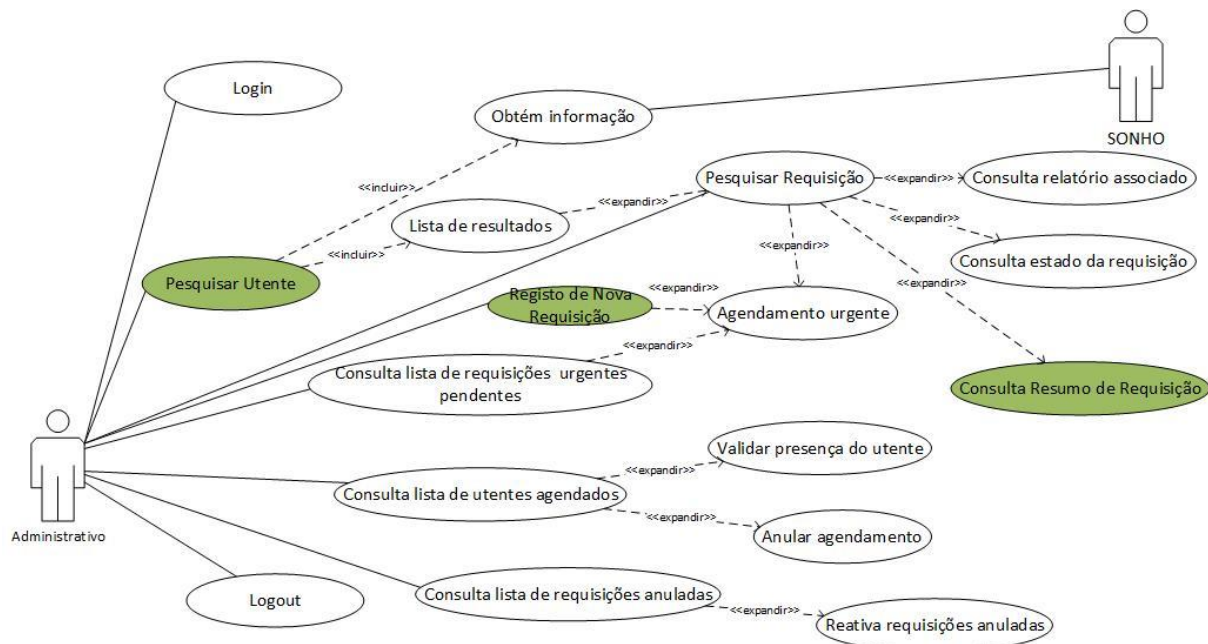 Login
Obtém informação
SONHO
<<incluir>>
Pesquisar Requisição
<<expandir>>
Consulta relatório associado
<<expandir>>
Lista de resultados
<<expandir>>
<<incluir>>
<<expandir>>
Consulta estado da requisição
Pesquisar Utente
<<expandir>>
<<expandir>>
Registo de Nova
Requisição
Agendamento urgente
<<expandir>>
Consulta lista de requisições urgentes
pendentes
Consulta Resumo de Requisição
Validar presença do utente
<<expandir>>
Consulta lista de utentes agendados
<<expandir>>
Anular agendamento
Administrativo
Consulta lista de requisições anuladas
Logout
<<expandir>>
Reativa requisições anuladas